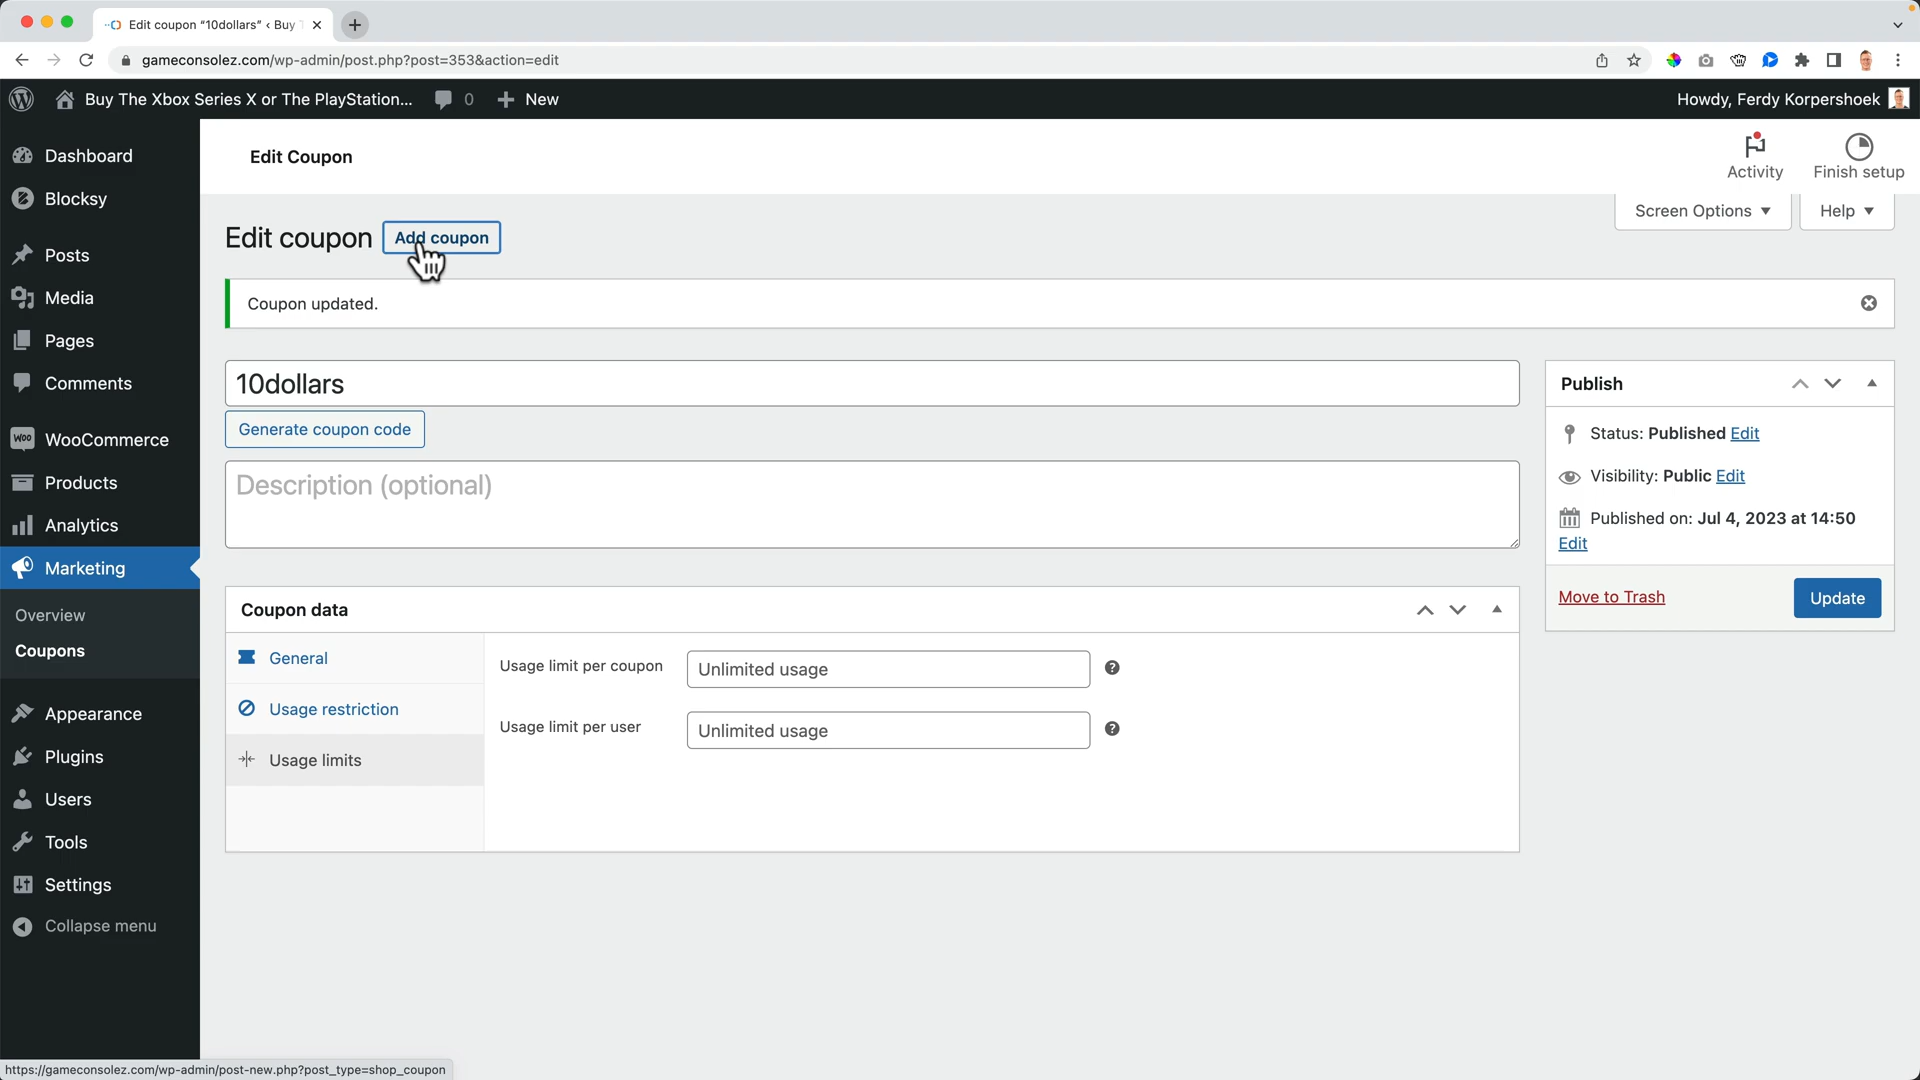 Edit coupon “10dollars” ‹ Buy
gameconsolez.com/wp-admin/post.php?post=353&action=edit
Buy The Xbox Series X or The PlayStation...
0
New
Howdy, Ferdy Korpershoek
Dashboard
Blocksy
Posts
Media
Pages
Comments
WooCommerce
Products
Analytics
Marketing
Overview
Coupons
Appearance
Plugins
Users
Tools
Settings
Collapse menu
Edit Coupon
Activity
Finish setup
Screen Options
Help
Edit coupon
Add coupon
Coupon updated.
10dollars
Generate coupon code
Description (optional)
Coupon data
General
Usage restriction
Usage limits
Usage limit per coupon
Unlimited usage
Usage limit per user
Unlimited usage
Publish
Status: Published Edit
Visibility: Public Edit
Published on: Jul 4, 2023 at 14:50
Edit
Move to Trash
Update
https://gameconsolez.com/wp-admin/post-new.php?post_type=shop_coupon